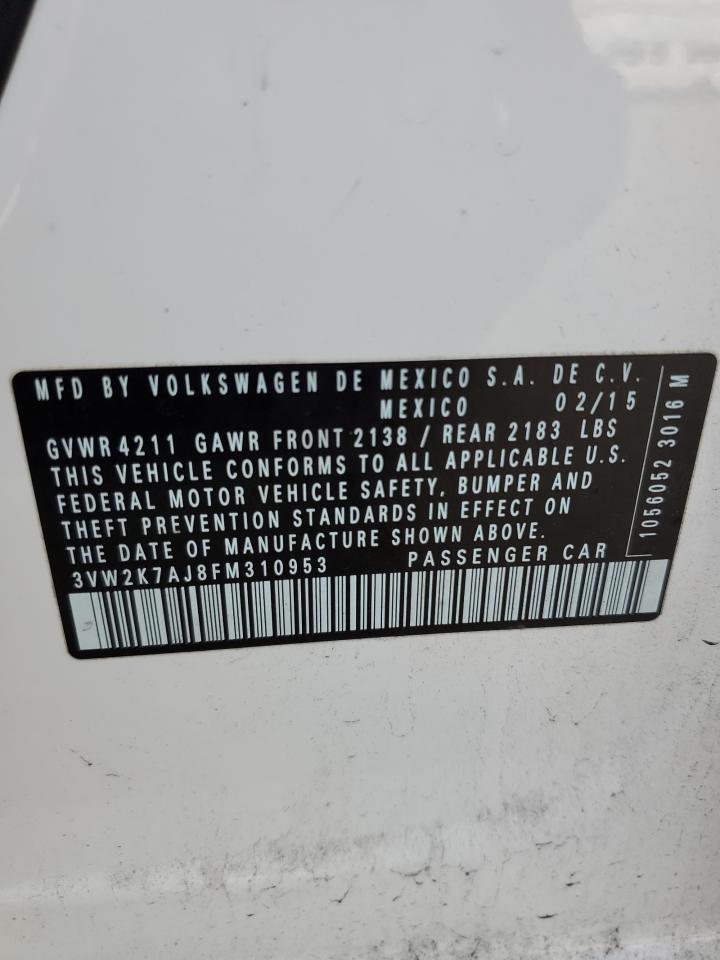 MFD BY VOLKSWAGEN DE MEXICO S.A. DE C.V.
MEXICO 02/15
GVWR 4211 GAWR FRONT 2138 / REAR 2183 LBS
THIS VEHICLE CONFORMS TO ALL APPLICABLE U.S.
FEDERAL MOTOR VEHICLE SAFETY, BUMPER AND
THEFT PREVENTION STANDARDS IN EFFECT ON
THE DATE OF MANUFACTURE SHOWN ABOVE.
3VW2K7AJ8FM310953 PASSENGER CAR
1056052 3016 M